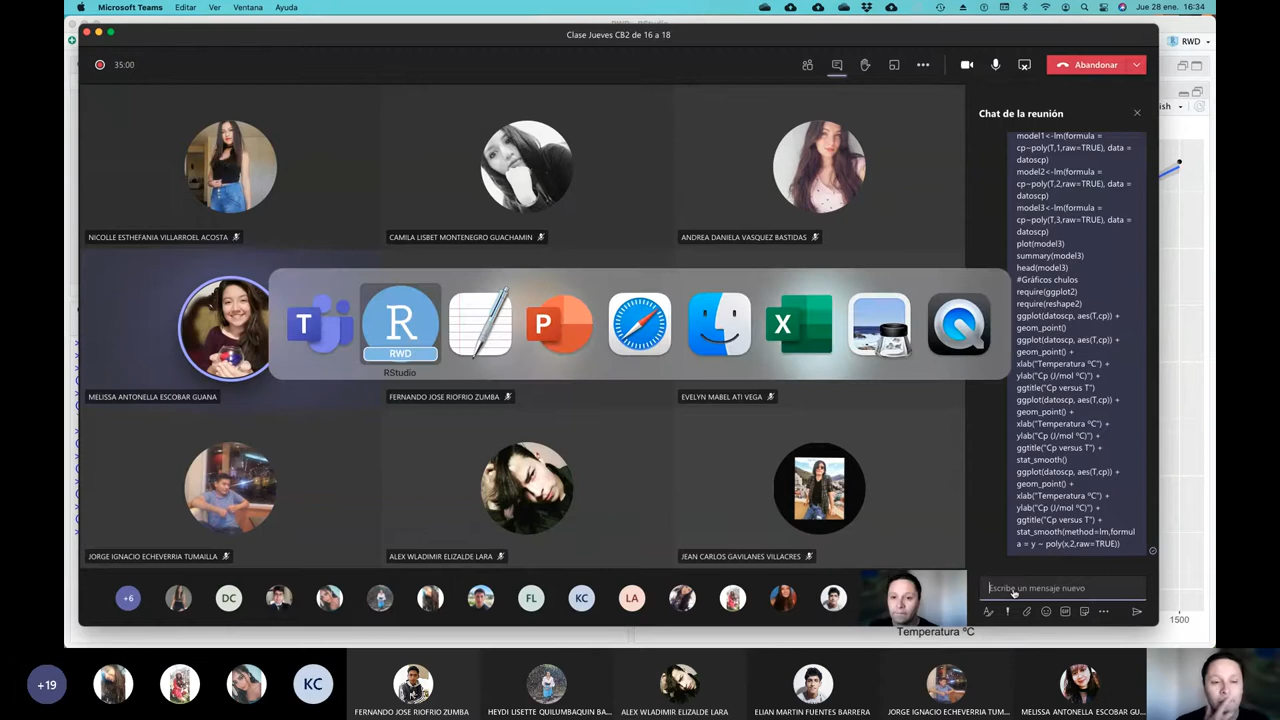 Microsoft Teams Editar Ver Ventana Ayuda
Jue 28 ene. 16:34
Clase Jueves CB2 de 16 a 18
RWD
35:00
Abandonar
NICOLLE ESTHEFANIA VILLARROEL ACOSTA
CAMILA LISBET MONTENEGRO GUACHAMIN
ANDREA DANIELA VASQUEZ BASTIDAS
MELISSA ANTONELLA ESCOBAR GUANA
FERNANDO JOSE RIOFRIO ZUMBA
EVELYN MABEL ATI VEGA
JORGE IGNACIO ECHEVERRIA TUMAILLA
ALEX WLADIMIR ELIZALDE LARA
JEAN CARLOS GAVILANES VILLACRES
T
R
RWD
RStudio
P
X
+6
DC
FL
KC
LA
Chat de la reunión
model1<-lm(formula =
cp~poly(T,1,raw=TRUE), data =
datoscp)
model2<-lm(formula =
cp~poly(T,2,raw=TRUE), data =
datoscp)
model3<-lm(formula =
cp~poly(T,3,raw=TRUE), data =
datoscp)
plot(model3)
summary(model3)
head(model3)
#Gráficos chulos
require(ggplot2)
require(reshape2)
ggplot(datoscp, aes(T,cp)) +
geom_point()
ggplot(datoscp, aes(T,cp)) +
geom_point() +
xlab("Temperatura ºC") +
ylab("Cp (J/mol ºC)") +
ggtitle("Cp versus T")
ggplot(datoscp, aes(T,cp)) +
geom_point() +
xlab("Temperatura ºC") +
ylab("Cp (J/mol ºC)") +
ggtitle("Cp versus T") +
stat_smooth()
ggplot(datoscp, aes(T,cp)) +
geom_point() +
xlab("Temperatura ºC") +
ylab("Cp (J/mol ºC)") +
ggtitle("Cp versus T") +
stat_smooth(method=lm,formul
a = y ~ poly(x,2,raw=TRUE))
Escribe un mensaje nuevo
GIF
1500
Temperatura ºC
+19
KC
FERNANDO JOSE RIOFRIO ZUMBA
HEYDI LISETTE QUILUMBAQUIN BA...
ALEX WLADIMIR ELIZALDE LARA
ELIAN MARTIN FUENTES BARRERA
JORGE IGNACIO ECHEVERRIA TUM...
MELISSA ANTONELLA ESCOBAR GU...